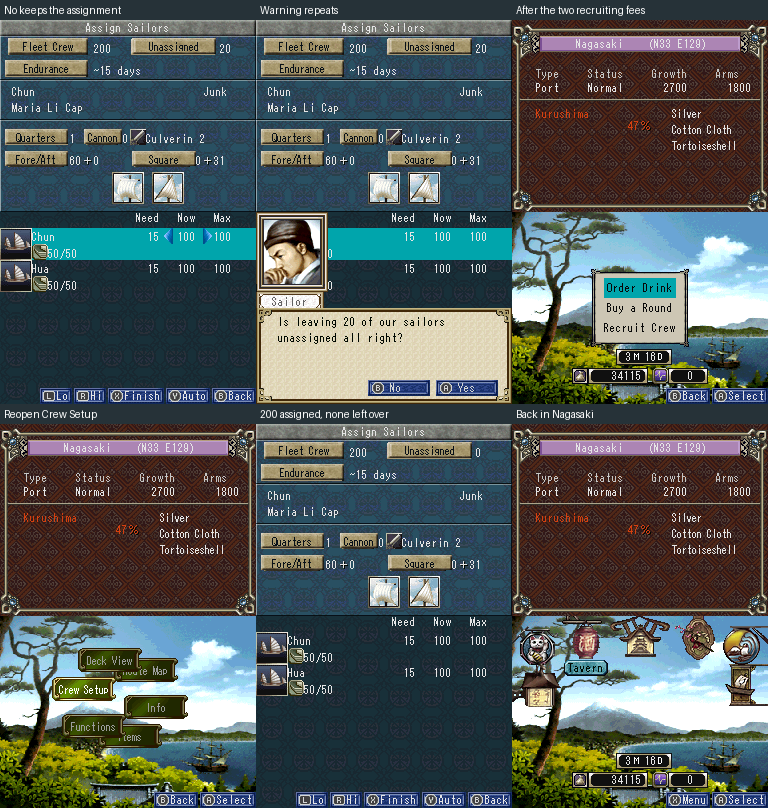 No keeps the assignment
Assign Sailors
Fleet Crew 200 Unassigned 20
Endurance ~15 days
Chun Junk
Maria Li Cap
Quarters 1 Cannon 0 Culverin 2
Fore/Aft 60+0 Square 0+31
Need Now Max
Chun 15 100 100
50/50
Hua 15 100 100
50/50
L Lo R Hi X Finish Y Auto B Back
Warning repeats
Assign Sailors
Fleet Crew 200 Unassigned 20
Endurance ~15 days
Chun Junk
Maria Li Cap
Quarters 1 Cannon 0 Culverin 2
Fore/Aft 60+0 Square 0+31
Need Now Max
15 100 100
0
15 100 100
0
Sailor
Is leaving 20 of our sailors
unassigned all right?
B No A Yes
After the two recruiting fees
Nagasaki (N33 E129)
Type Status Growth Arms
Port Normal 2700 1800
Kurushima 47% Silver
Cotton Cloth
Tortoiseshell
Order Drink
Buy a Round
Recruit Crew
3M 16D
34115 0
B Back A Select
Reopen Crew Setup
Nagasaki (N33 E129)
Type Status Growth Arms
Port Normal 2700 1800
Kurushima 47% Silver
Cotton Cloth
Tortoiseshell
Deck View
oute Map
Crew Setup
Info
Functions
tems
B Back A Select
200 assigned, none left over
Assign Sailors
Fleet Crew 200 Unassigned 0
Endurance ~15 days
Chun Junk
Maria Li Cap
Quarters 1 Cannon 0 Culverin 2
Fore/Aft 60+0 Square 0+31
Need Now Max
Chun 15 100 100
50/50
Hua 15 100 100
50/50
L Lo R Hi X Finish Y Auto B Back
Back in Nagasaki
Nagasaki (N33 E129)
Type Status Growth Arms
Port Normal 2700 1800
Kurushima 47% Silver
Cotton Cloth
Tortoiseshell
Tavern
3M 16D
34115 0
X Menu A Select